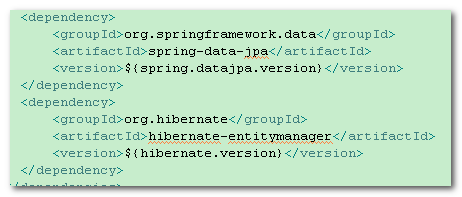 <dependency>
<groupId>org.springframework.data</groupId>
<artifactId>spring-data-jpa</artifactId>
<version>${spring.datajpa.version}</version>
</dependency>
<dependency>
<groupId>org.hibernate</groupId>
<artifactId>hibernate-entitymanager</artifactId>
<version>${hibernate.version}</version>
</dependency>
</dependencies>